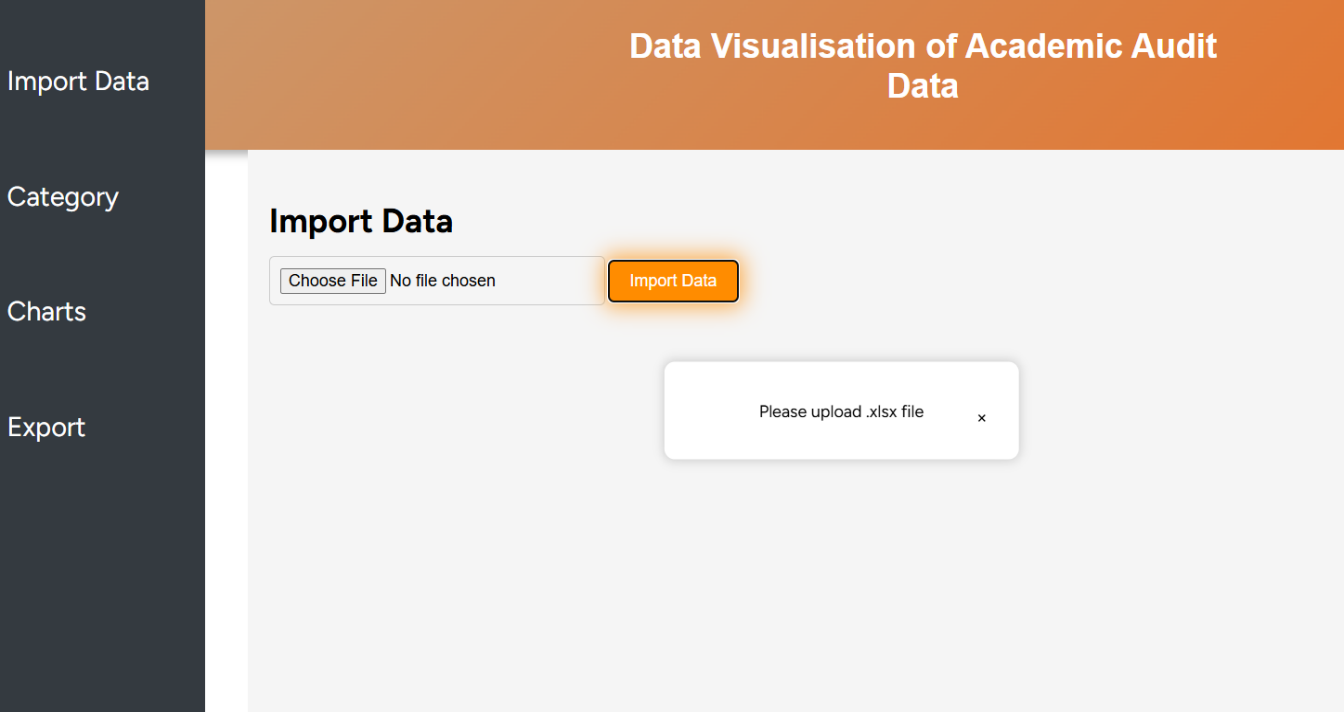 Import Data
Category
Charts
Export
Data Visualisation of Academic Audit
Data
Import Data
Choose File No file chosen
Import Data
Please upload .xlsx file
×